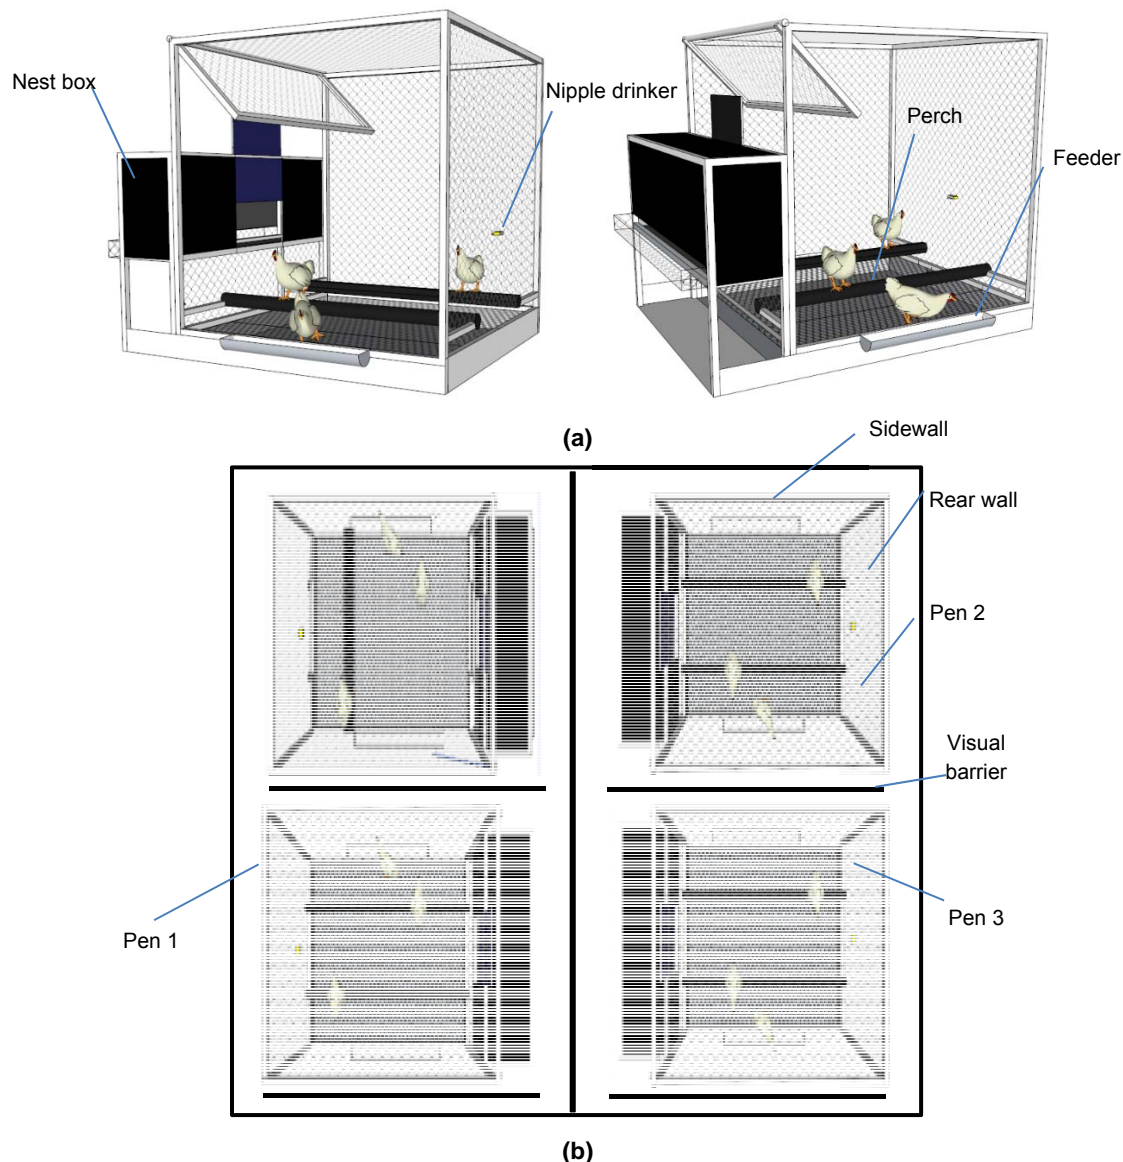 Nest box
Nipple drinker
Perch
Feeder
(a)
Sidewall
Rear wall
Pen 2
Visual
barrier
Pen 1
Pen 3
(b)